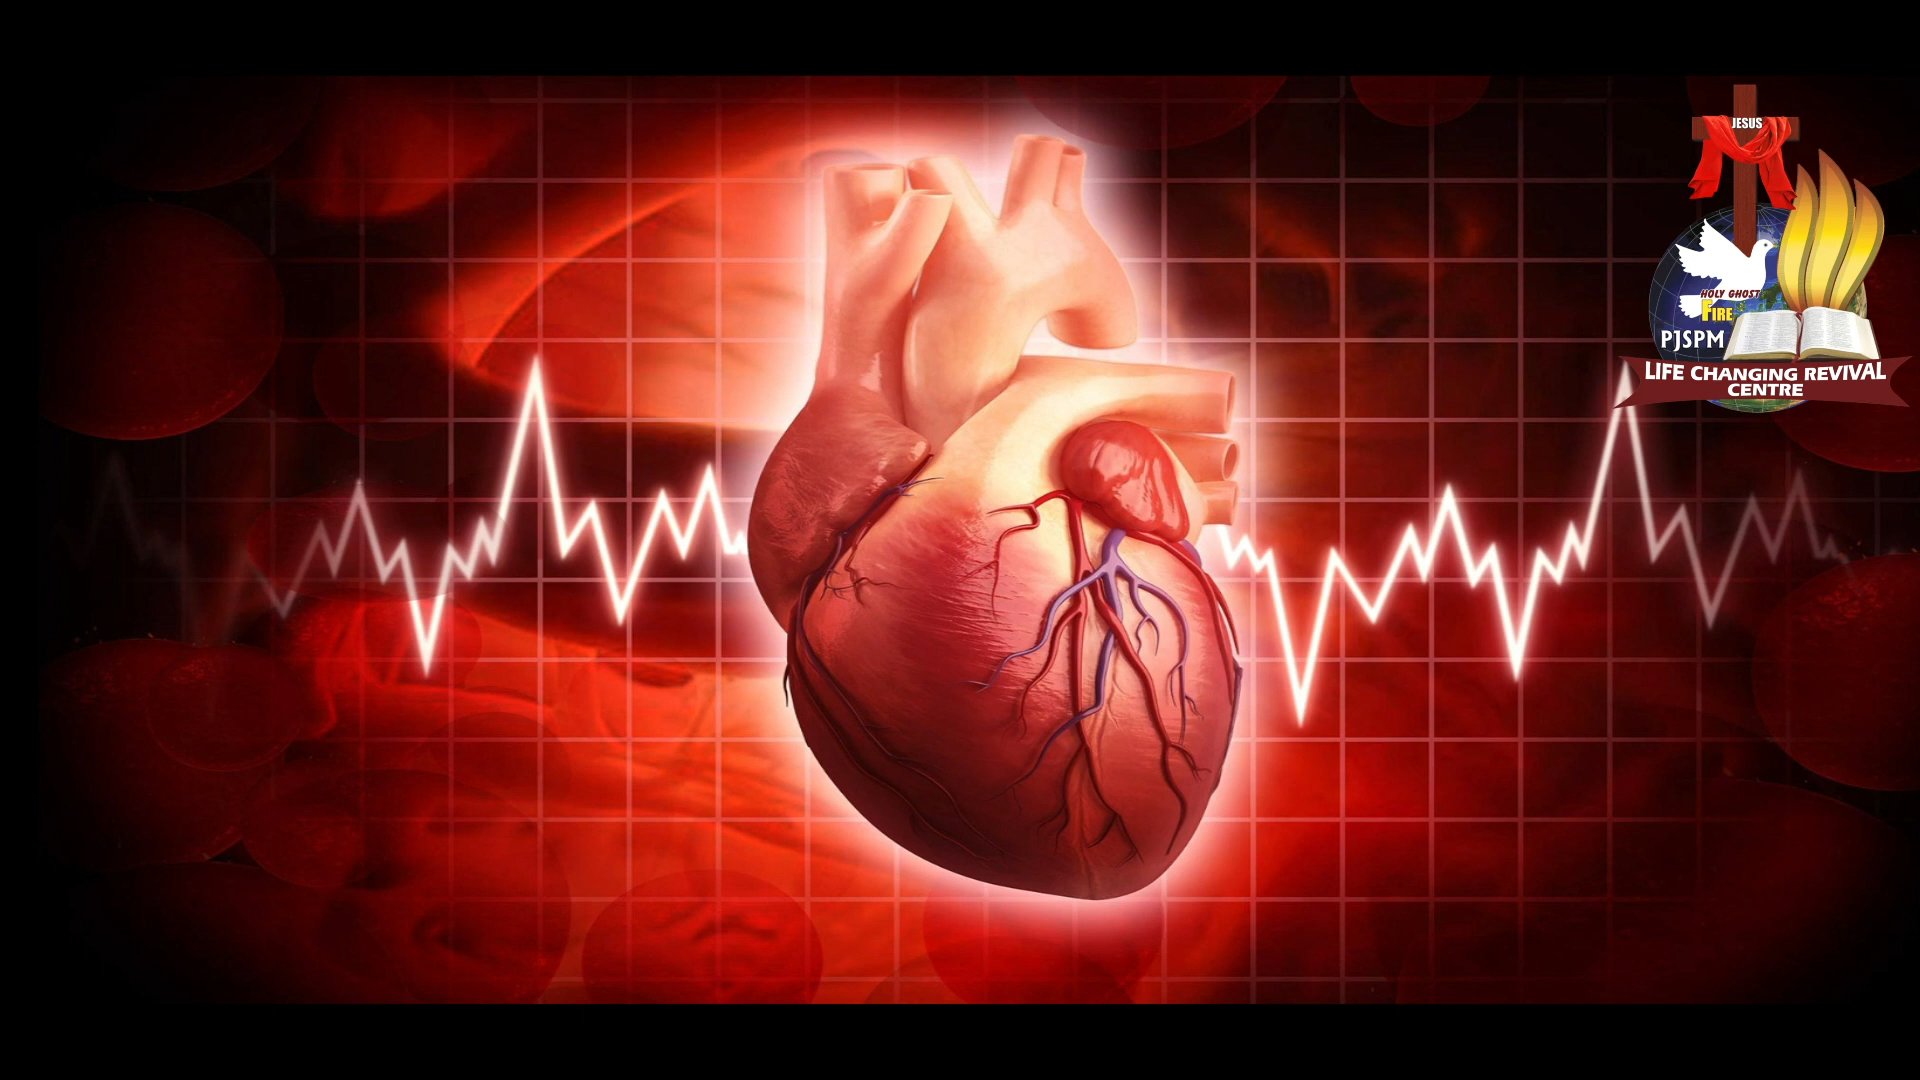 JESUS
HOLY GHOST
FIRE
PJSPM
LIFE CHANGING REVIVAL
CENTRE